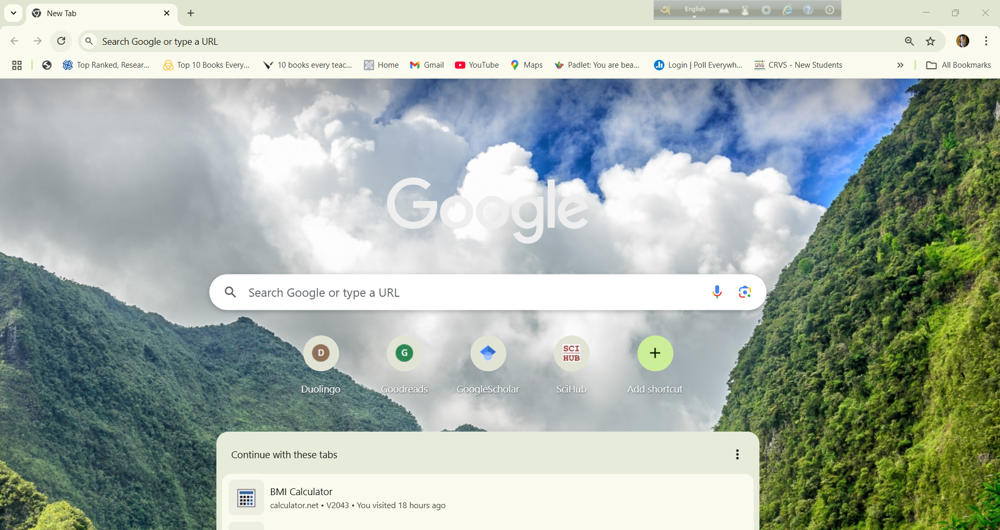 New Tab
অ English
Search Google or type a URL
Top Ranked, Resear... Top 10 Books Every... 10 books every teac... Home Gmail YouTube Maps Padlet: You are bea... Login | Poll Everywh... CRVS - New Students » All Bookmarks
Google
Search Google or type a URL
D G SCI HUB
Duolingo Goodreads GoogleScholar SciHub Add shortcut
Continue with these tabs
BMI Calculator
calculator.net • V2043 • You visited 18 hours ago